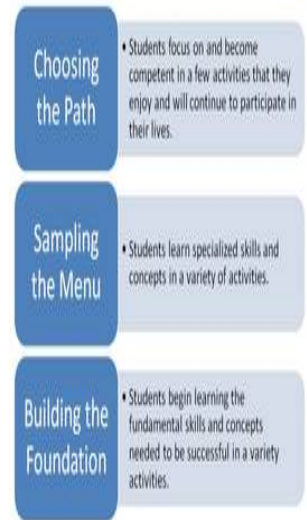 Choosing
the Path
• Students focus on and become
competent in a few activities that they
enjoy and will continue to participate in
their lives.
Sampling
the Menu
• Students learn specialized skills and
concepts in a variety of activities.
Building the
Foundation
• Students begin learning the
fundamental skills and concepts
needed to be successful in a variety
activities.